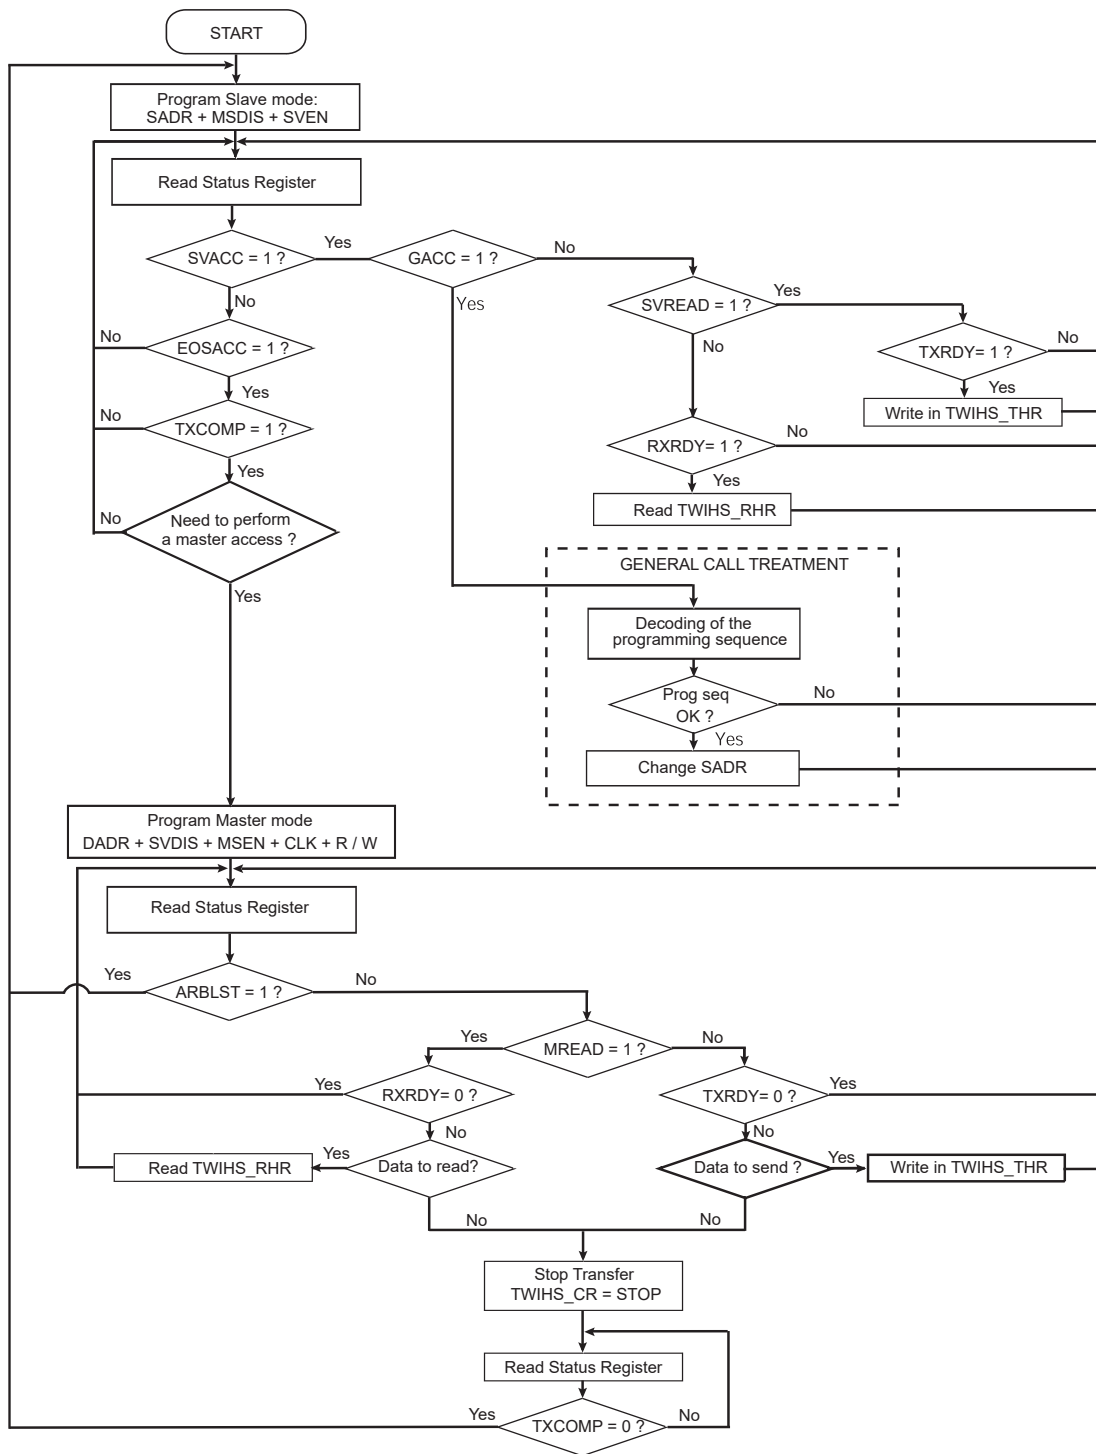 START
Program Slave mode:
SADR + MSDIS + SVEN
Read Status Register
SVACC = 1 ?
Yes
GACC = 1 ?
No
No
Yes
SVREAD = 1 ?
Yes
No
EOSACC = 1 ?
No
TXRDY= 1 ?
No
Yes
Yes
Write in TWIHS_THR
No
TXCOMP = 1 ?
RXRDY= 1 ?
No
Yes
Yes
Read TWIHS_RHR
No
Need to perform
a master access ?
Yes
GENERAL CALL TREATMENT
Decoding of the
programming sequence
Prog seq
OK ?
No
Yes
Change SADR
Program Master mode
DADR + SVDIS + MSEN + CLK + R / W
Read Status Register
Yes
ARBLST = 1 ?
No
Yes
MREAD = 1 ?
No
Yes
RXRDY= 0 ?
TXRDY= 0 ?
Yes
No
No
Read TWIHS_RHR
Yes
Data to read?
Data to send ?
Yes
Write in TWIHS_THR
No
No
Stop Transfer
TWIHS_CR = STOP
Read Status Register
Yes
TXCOMP = 0 ?
No